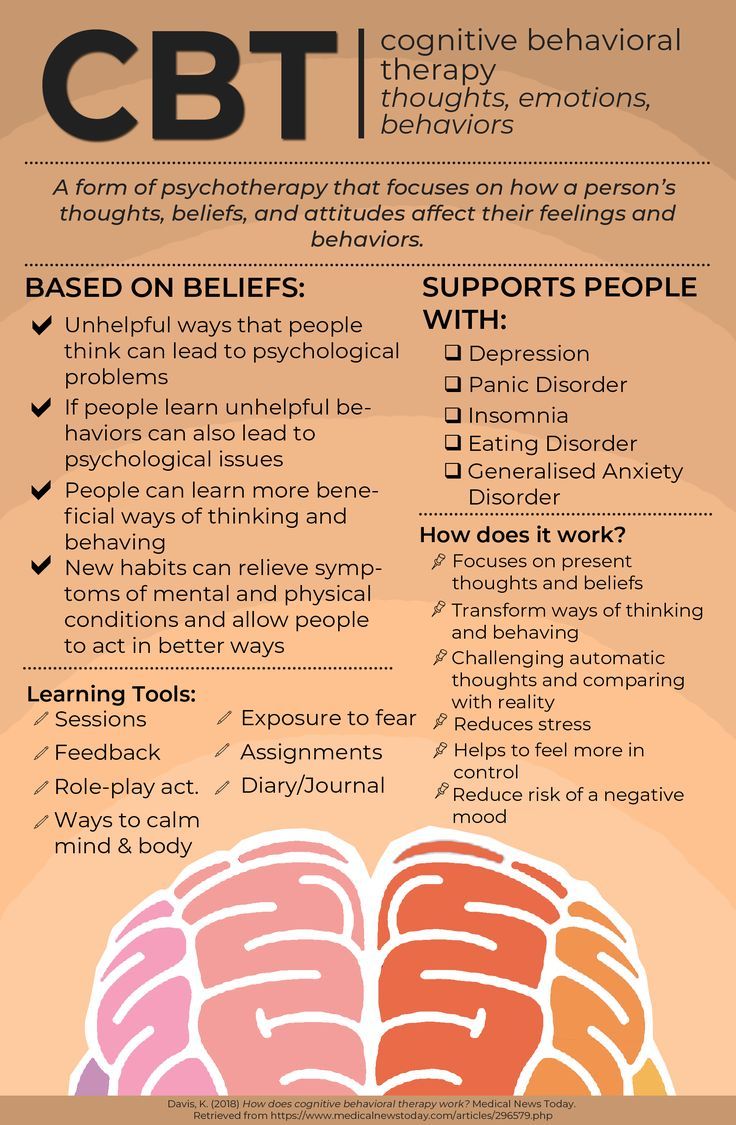 CBT
cognitive behavioral
therapy
thoughts, emotions,
behaviors
A form of psychotherapy that focuses on how a person's
thoughts, beliefs, and attitudes affect their feelings and
behaviors.
BASED ON BELIEFS:
Unhelpful ways that people
think can lead to psychological
problems
If people learn unhelpful be-
haviors can also lead to
psychological issues
People can learn more bene-
ficial ways of thinking and
behaving
New habits can relieve symp-
toms of mental and physical
conditions and allow people
to act in better ways
SUPPORTS PEOPLE
WITH:
Depression
Panic Disorder
Insomnia
Eating Disorder
Generalised Anxiety
Disorder
How does it work?
Focuses on present
thoughts and beliefs
Transform ways of thinking
and behaving
Challenging automatic
thoughts and comparing
with reality
Reduces stress
Helps to feel more in
control
Reduce risk of a negative
mood
Learning Tools:
Sessions
Feedback
Role-play act.
Ways to calm
mind & body
Exposure to fear
Assignments
Diary/Journal
Davis, K. (2018) How does cognitive behavioral therapy work? Medical News Today.
Retrieved from https://www.medicalnewstoday.com/articles/296579.php